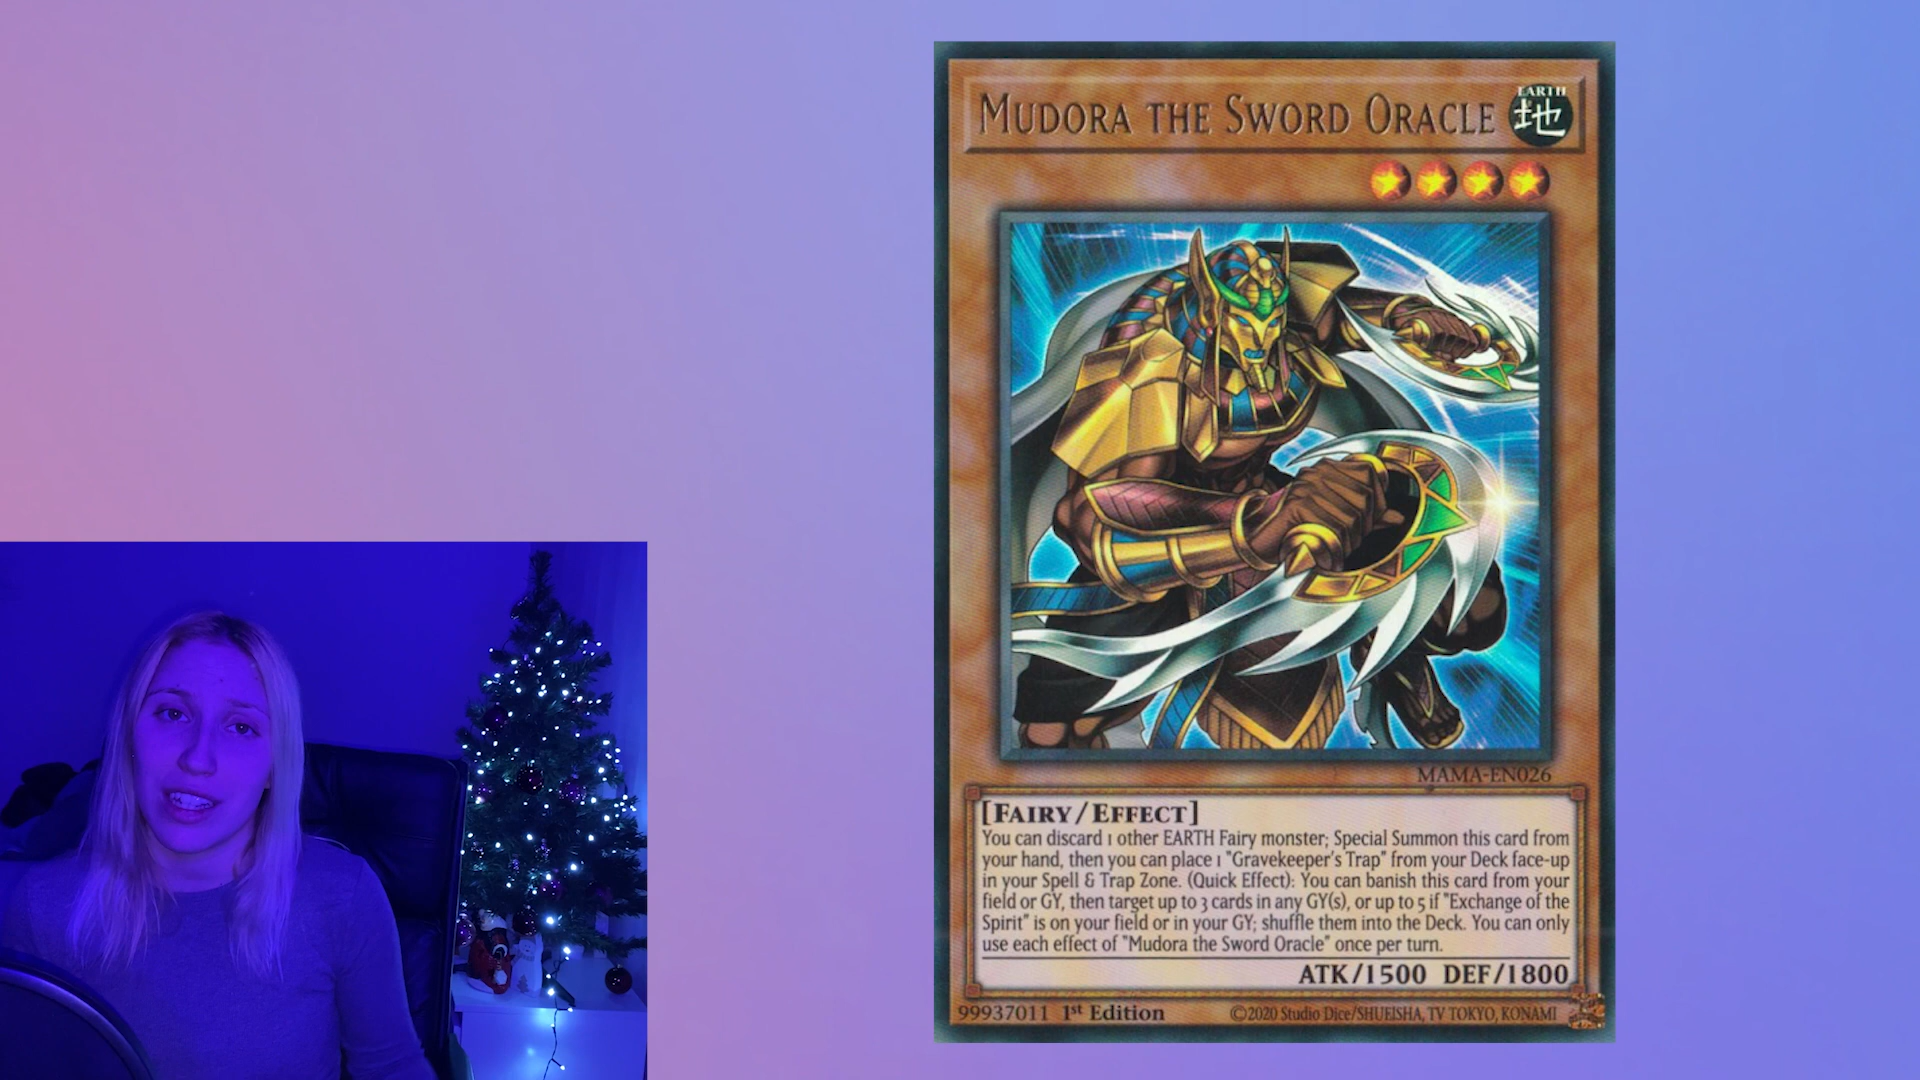 MUDORA THE SWORD ORACLE
EARTH
地
MAMA-EN026
[FAIRY/EFFECT]
You can discard 1 other EARTH Fairy monster; Special Summon this card from
your hand, then you can place 1 "Gravekeeper's Trap" from your Deck face-up
in your Spell & Trap Zone. (Quick Effect): You can banish this card from your
field or GY, then target up to 3 cards in any GY(s), or up to 5 if "Exchange of the
Spirit" is on your field or in your GY; shuffle them into the Deck. You can only
use each effect of "Mudora the Sword Oracle" once per turn.
ATK/1500 DEF/1800
99937011 1st Edition
©2020 Studio Dice/SHUEISHA, TV TOKYO, KONAMI